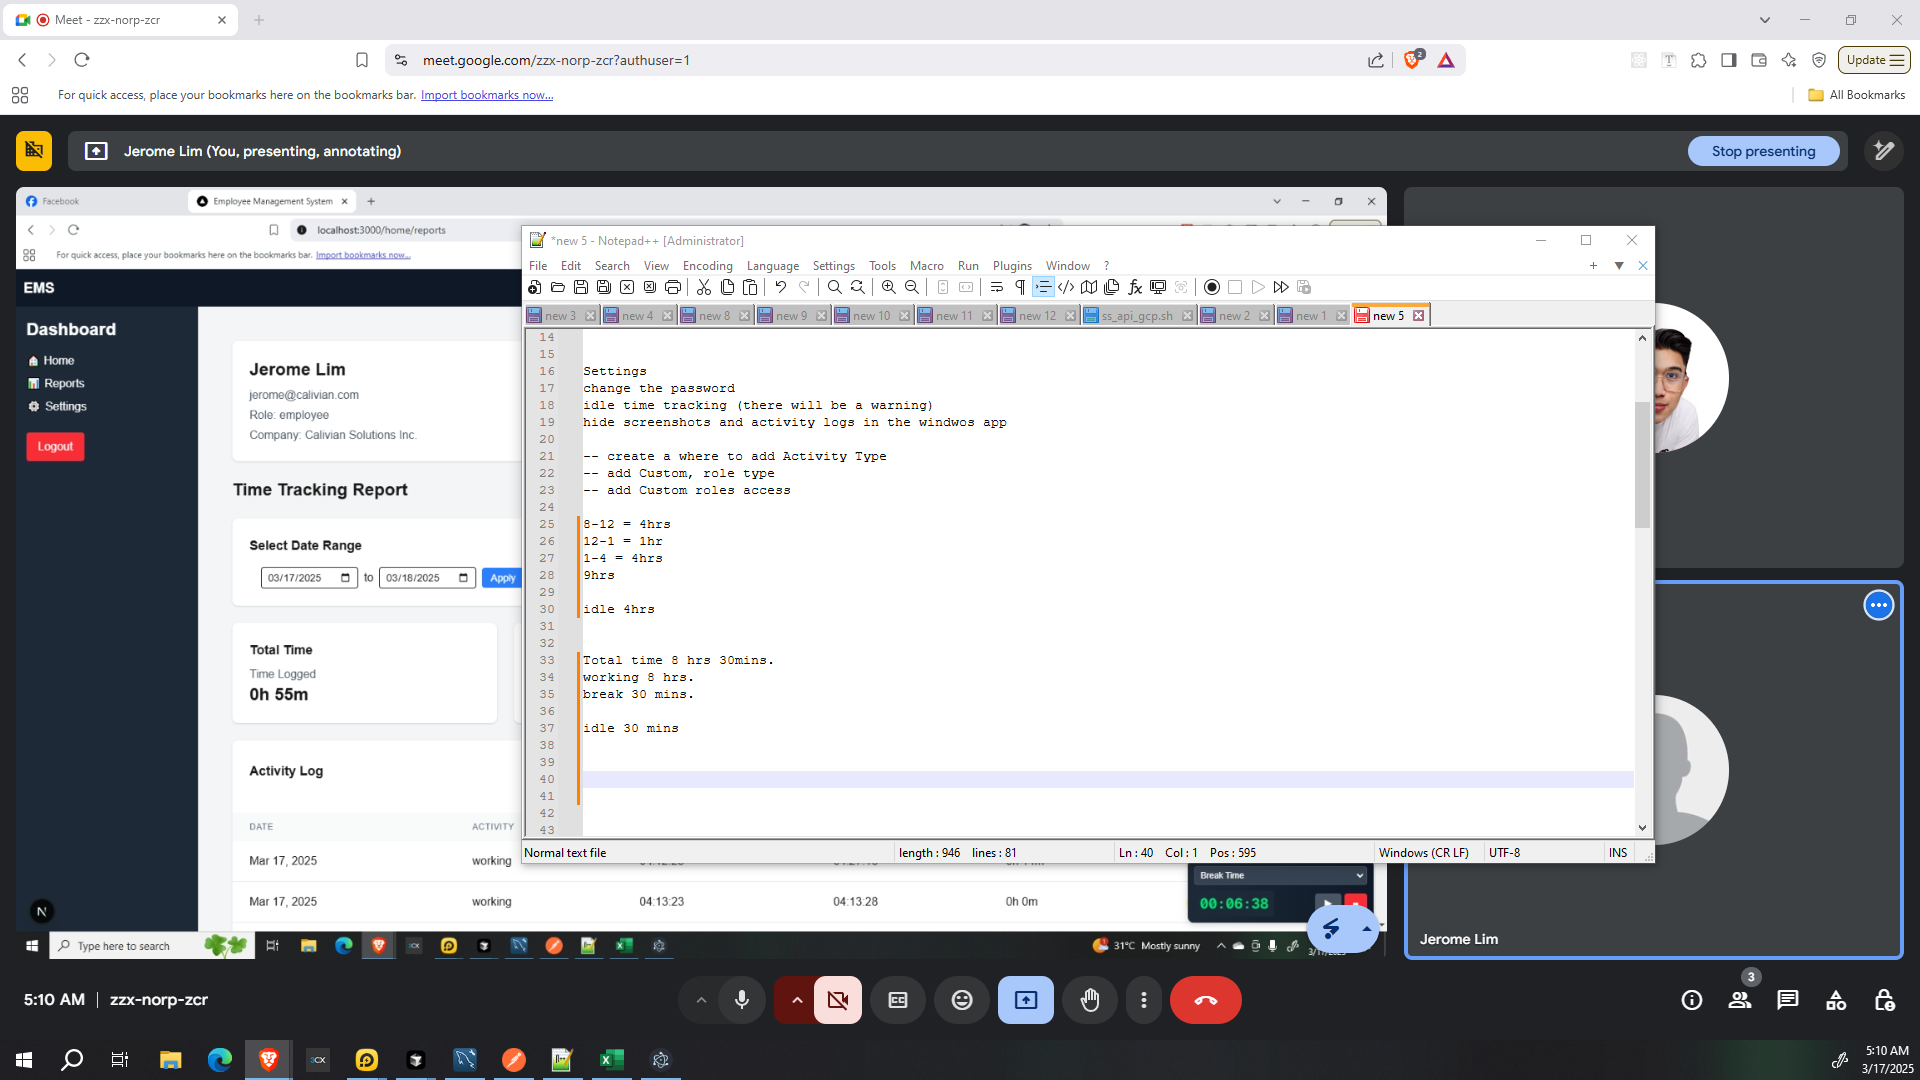 Meet - zzx-norp-zcr
meet.google.com/zzx-norp-zcr?authuser=1
2
Update
For quick access, place your bookmarks here on the bookmarks bar. Import bookmarks now...
All Bookmarks
Jerome Lim (You, presenting, annotating)
Stop presenting
Facebook
Employee Management System
localhost:3000/home/reports
For quick access, place your bookmarks here on the bookmarks bar. Import bookmarks now...
EMS
Dashboard
Home
Reports
Settings
Logout
Jerome Lim
jerome@calivian.com
Role: employee
Company: Calivian Solutions Inc.
Time Tracking Report
Select Date Range
03/17/2025 to 03/18/2025 Apply
Total Time
Time Logged
0h 55m
Activity Log
DATE ACTIVITY
Mar 17, 2025 working
Mar 17, 2025 working 04:13:23 04:13:28 0h 0m
N
*new 5 - Notepad++ [Administrator]
File Edit Search View Encoding Language Settings Tools Macro Run Plugins Window ?
new 3 new 4 new 8 new 9 new 10 new 11 new 12 ss_api_gcp.sh new 2 new 1 new 5
14
15
16 Settings
17 change the password
18 idle time tracking (there will be a warning)
19 hide screenshots and activity logs in the windwos app
20
21 -- create a where to add Activity Type
22 -- add Custom, role type
23 -- add Custom roles access
24
25 8-12 = 4hrs
26 12-1 = 1hr
27 1-4 = 4hrs
28 9hrs
29
30 idle 4hrs
31
32
33 Total time 8 hrs 30mins.
34 working 8 hrs.
35 break 30 mins.
36
37 idle 30 mins
38
39
40
41
42
43
Normal text file length : 946 lines : 81 Ln : 40 Col : 1 Pos : 595 Windows (CR LF) UTF-8 INS
Break Time
00:06:38
Type here to search
31°C Mostly sunny
Jerome Lim
5:10 AM | zzx-norp-zcr
3
5:10 AM
3/17/2025